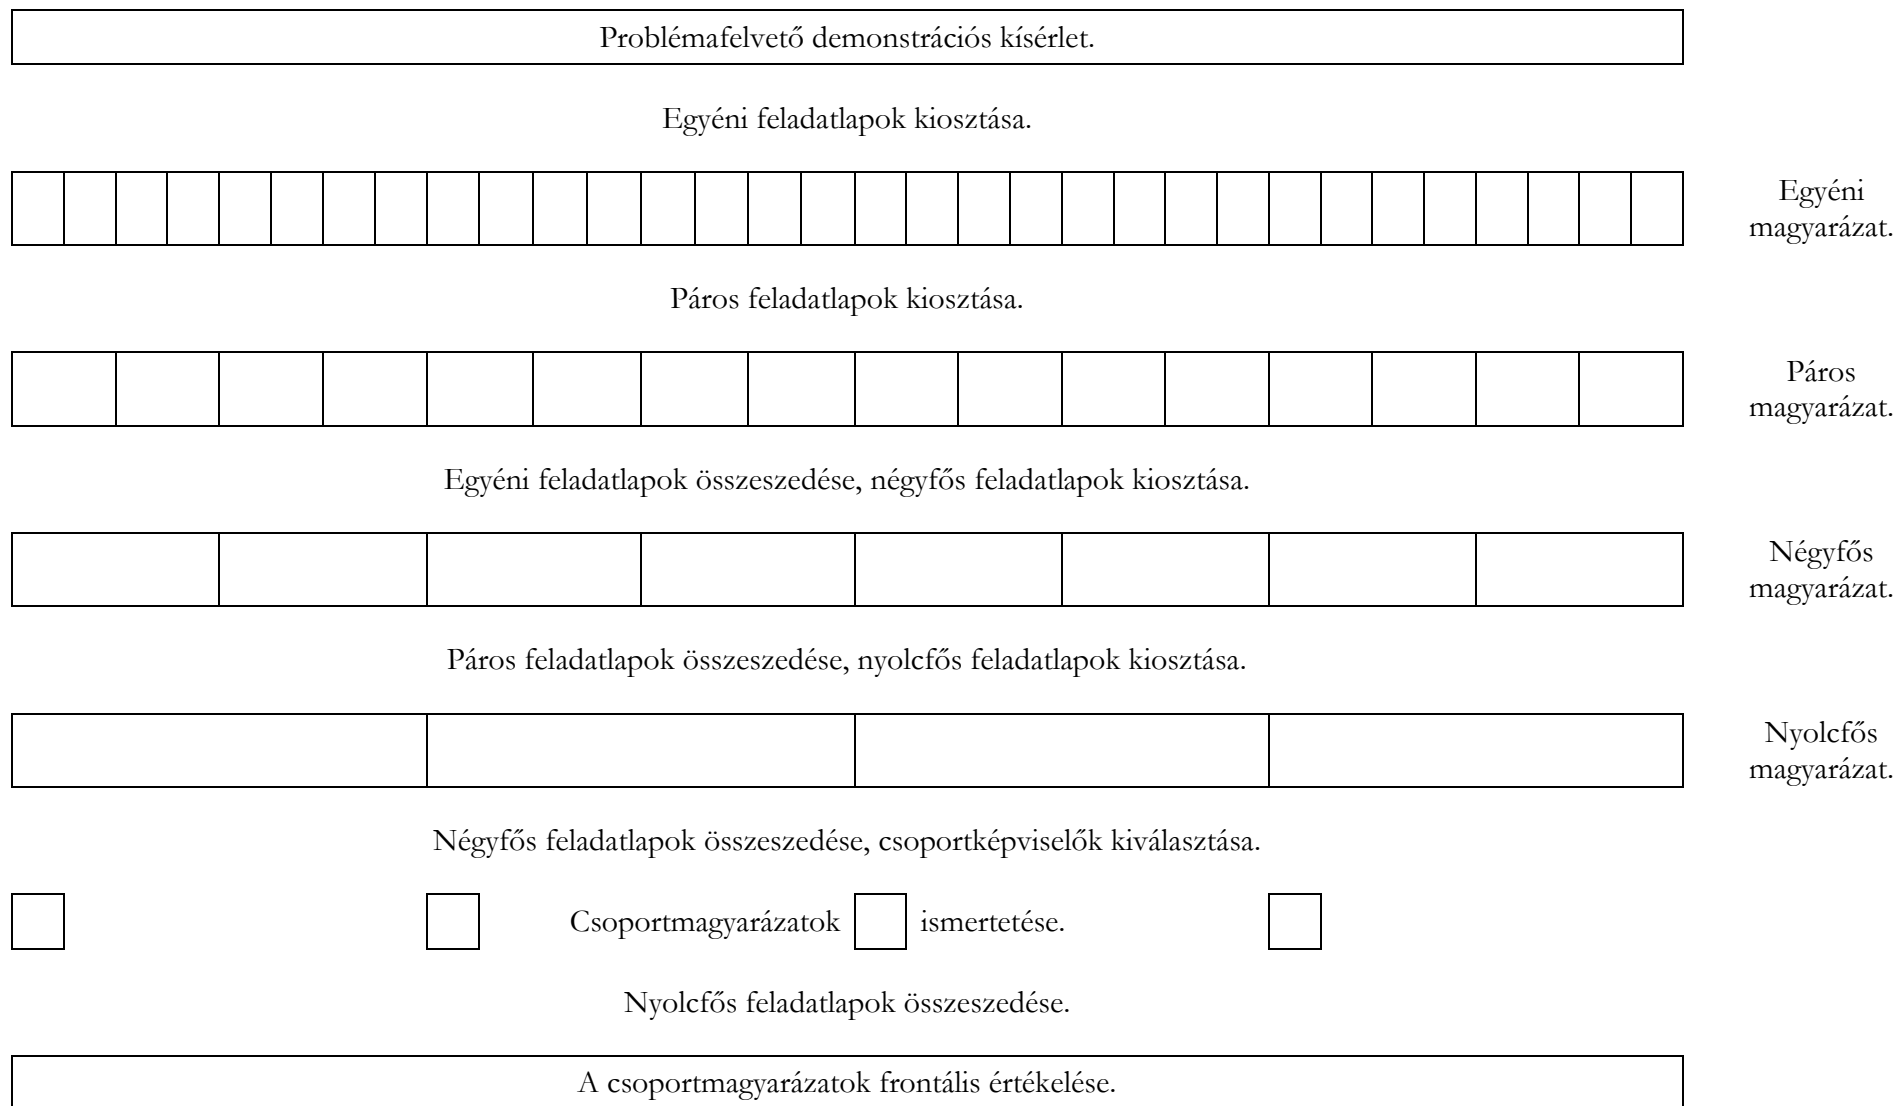 Problémafelvető demonstrációs kísérlet.
Egyéni feladatlapok kiosztása.
Egyéni
magyarázat.
Páros feladatlapok kiosztása.
Páros
magyarázat.
Egyéni feladatlapok összeszedése, négyfős feladatlapok kiosztása.
Négyfős
magyarázat.
Páros feladatlapok összeszedése, nyolcfős feladatlapok kiosztása.
Nyolcfős
magyarázat.
Négyfős feladatlapok összeszedése, csoportképviselők kiválasztása.
Csoportmagyarázatok ismertetése.
Nyolcfős feladatlapok összeszedése.
A csoportmagyarázatok frontális értékelése.